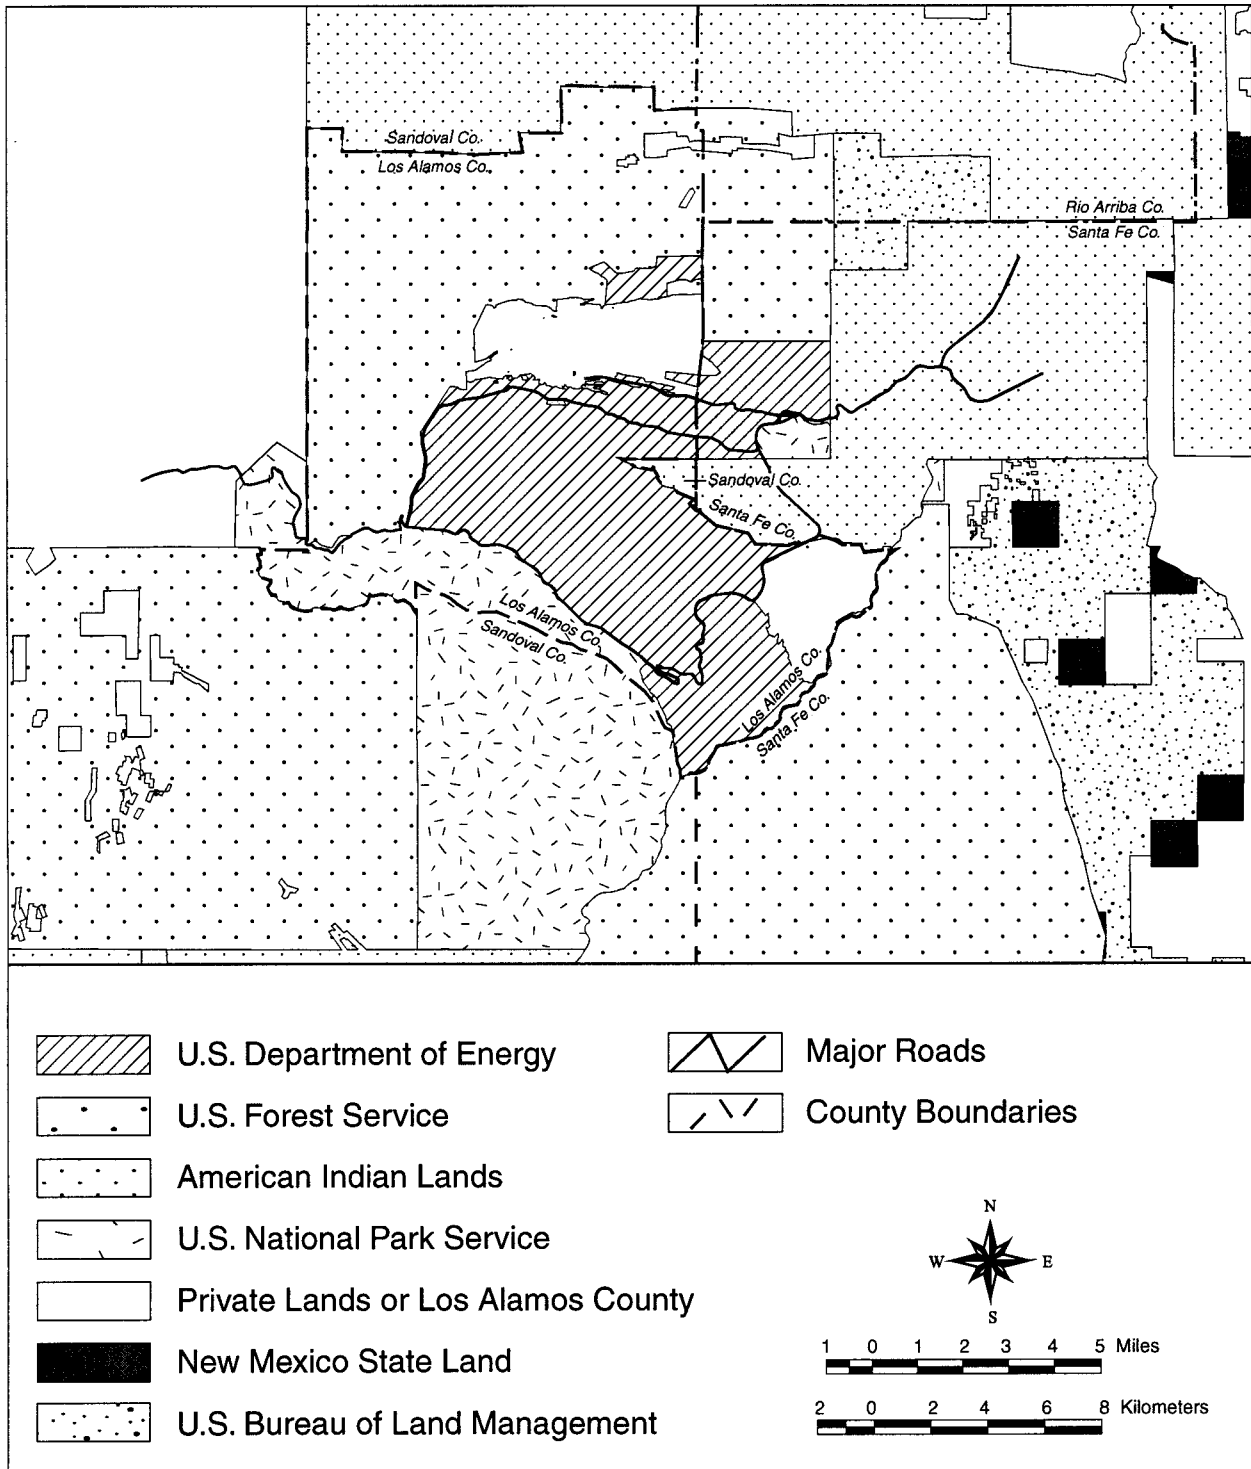 Sandoval Co.
Los Alamos Co.
Rio Arriba Co.
Santa Fe Co.
Sandoval Co.
Santa Fe Co.
Los Alamos Co.
Sandoval Co.
Los Alamos Co.
Santa Fe Co.
U.S. Department of Energy
U.S. Forest Service
American Indian Lands
U.S. National Park Service
Private Lands or Los Alamos County
New Mexico State Land
U.S. Bureau of Land Management
Major Roads
County Boundaries
N
W E
S
1 0 1 2 3 4 5 Miles
2 0 2 4 6 8 Kilometers